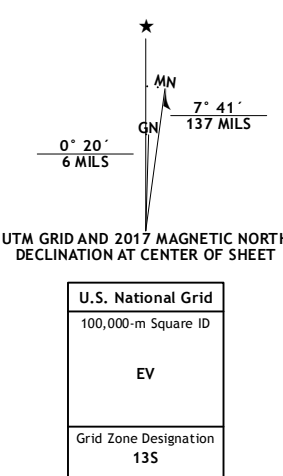 ★
MN
GN
7° 41´
137 MILS
0° 20´
6 MILS
UTM GRID AND 2017 MAGNETIC NORTH
DECLINATION AT CENTER OF SHEET
U.S. National Grid
100,000-m Square ID
EV
Grid Zone Designation
13S